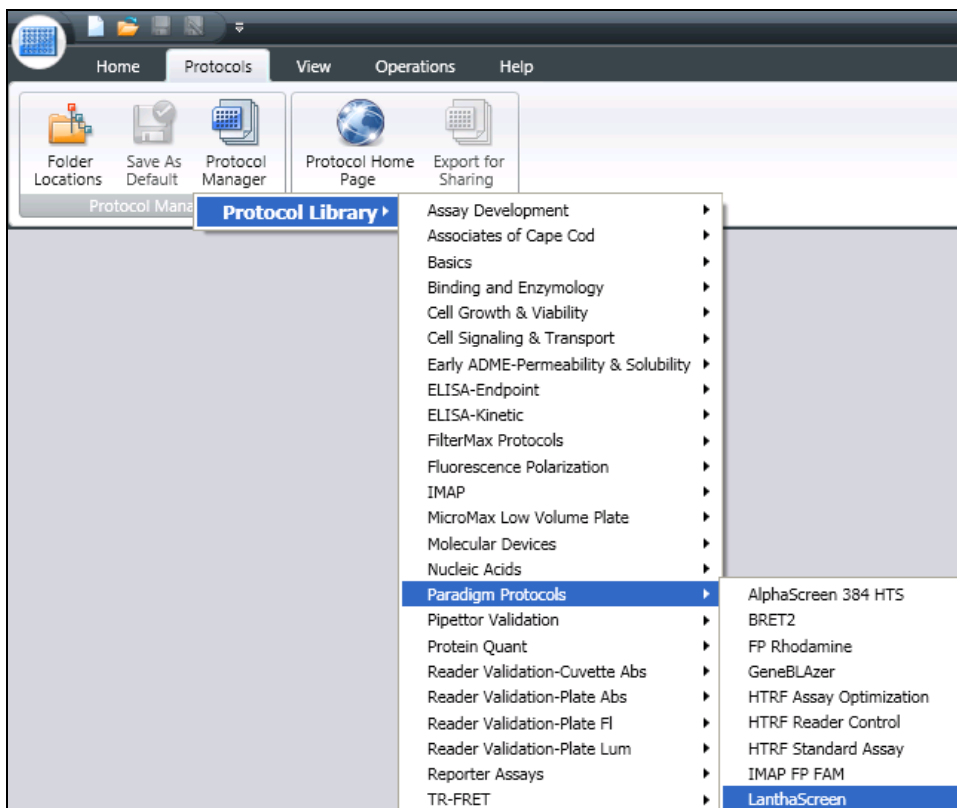 Home Protocols View Operations Help
Folder Locations
Save As Default
Protocol Manager
Protocol Home Page
Export for Sharing
Protocol Mana
Protocol Library
Assay Development
Associates of Cape Cod
Basics
Binding and Enzymology
Cell Growth & Viability
Cell Signaling & Transport
Early ADME-Permeability & Solubility
ELISA-Endpoint
ELISA-Kinetic
FilterMax Protocols
Fluorescence Polarization
IMAP
MicroMax Low Volume Plate
Molecular Devices
Nucleic Acids
Paradigm Protocols
Pipettor Validation
Protein Quant
Reader Validation-Cuvette Abs
Reader Validation-Plate Abs
Reader Validation-Plate Fl
Reader Validation-Plate Lum
Reporter Assays
TR-FRET
AlphaScreen 384 HTS
BRET2
FP Rhodamine
GeneBLAzer
HTRF Assay Optimization
HTRF Reader Control
HTRF Standard Assay
IMAP FP FAM
LanthaScreen